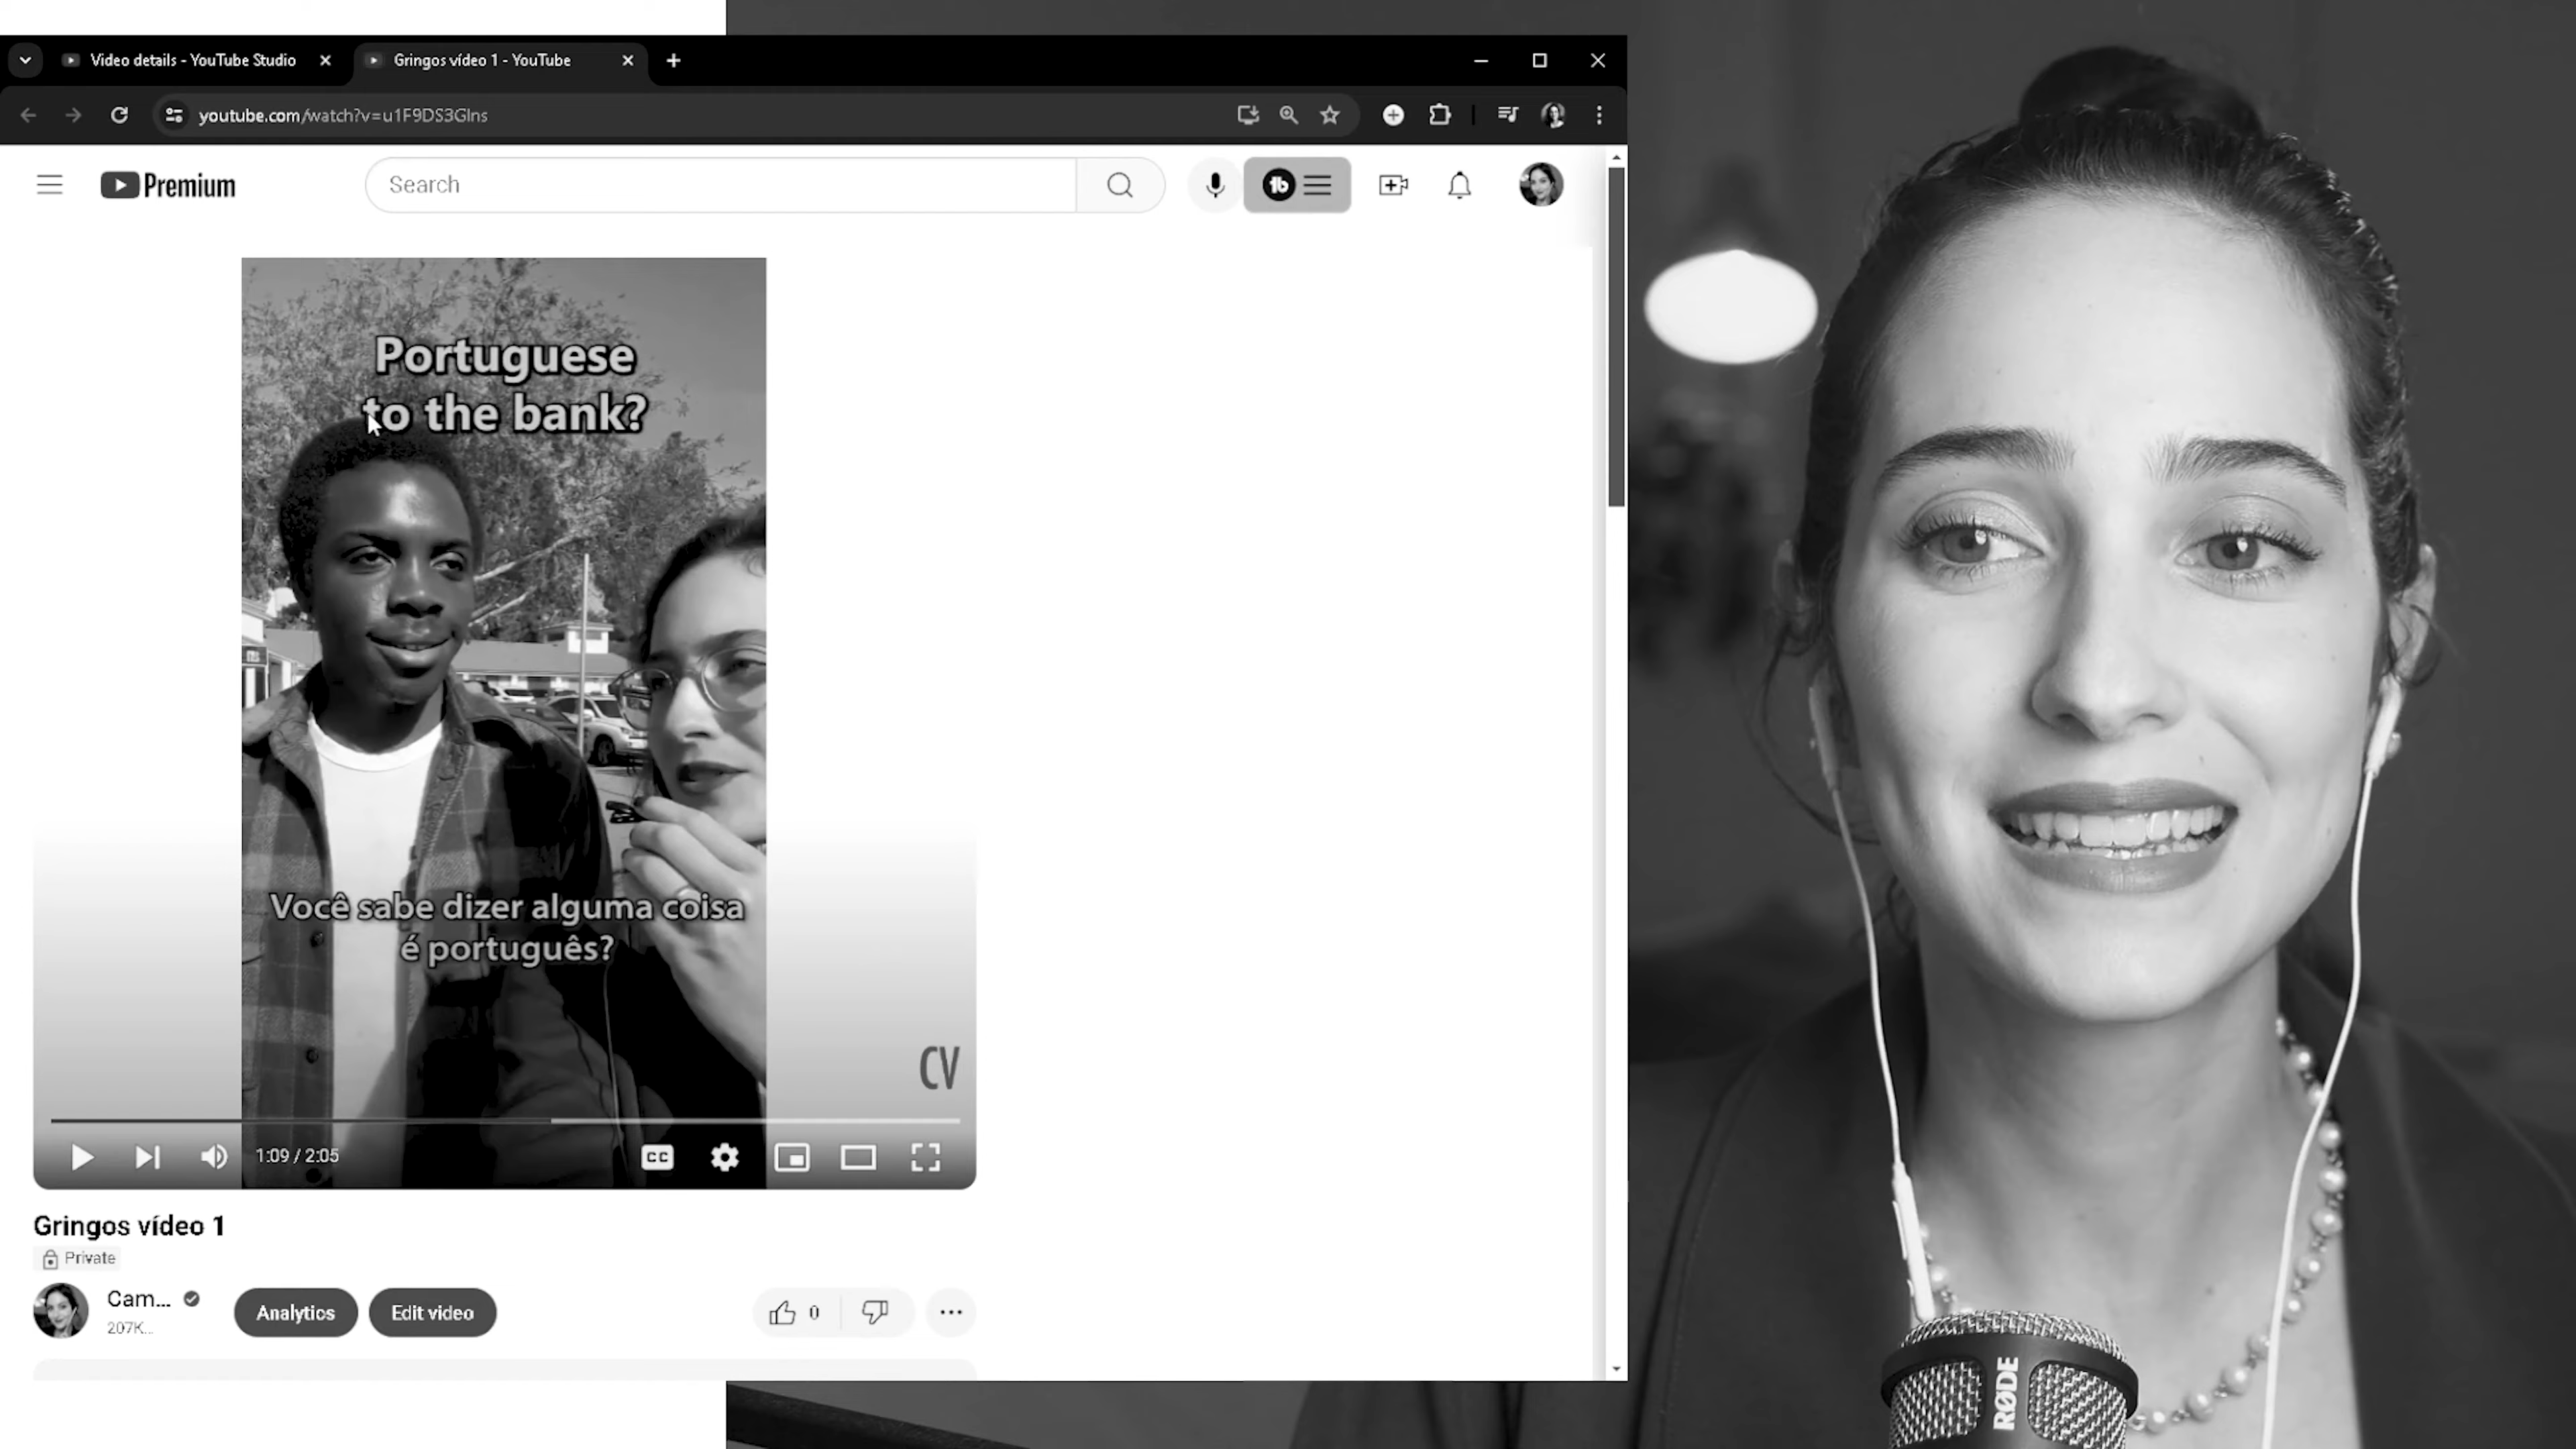 Video details - YouTube Studio
Gringos vídeo 1 - YouTube
youtube.com/watch?v=u1F9DS3GIns
Premium
Search
Portuguese
to the bank?
Você sabe dizer alguma coisa
é português?
CV
1:09 / 2:05
CC
Gringos vídeo 1
Private
Cam...
207K...
Analytics
Edit video
0
RØDE